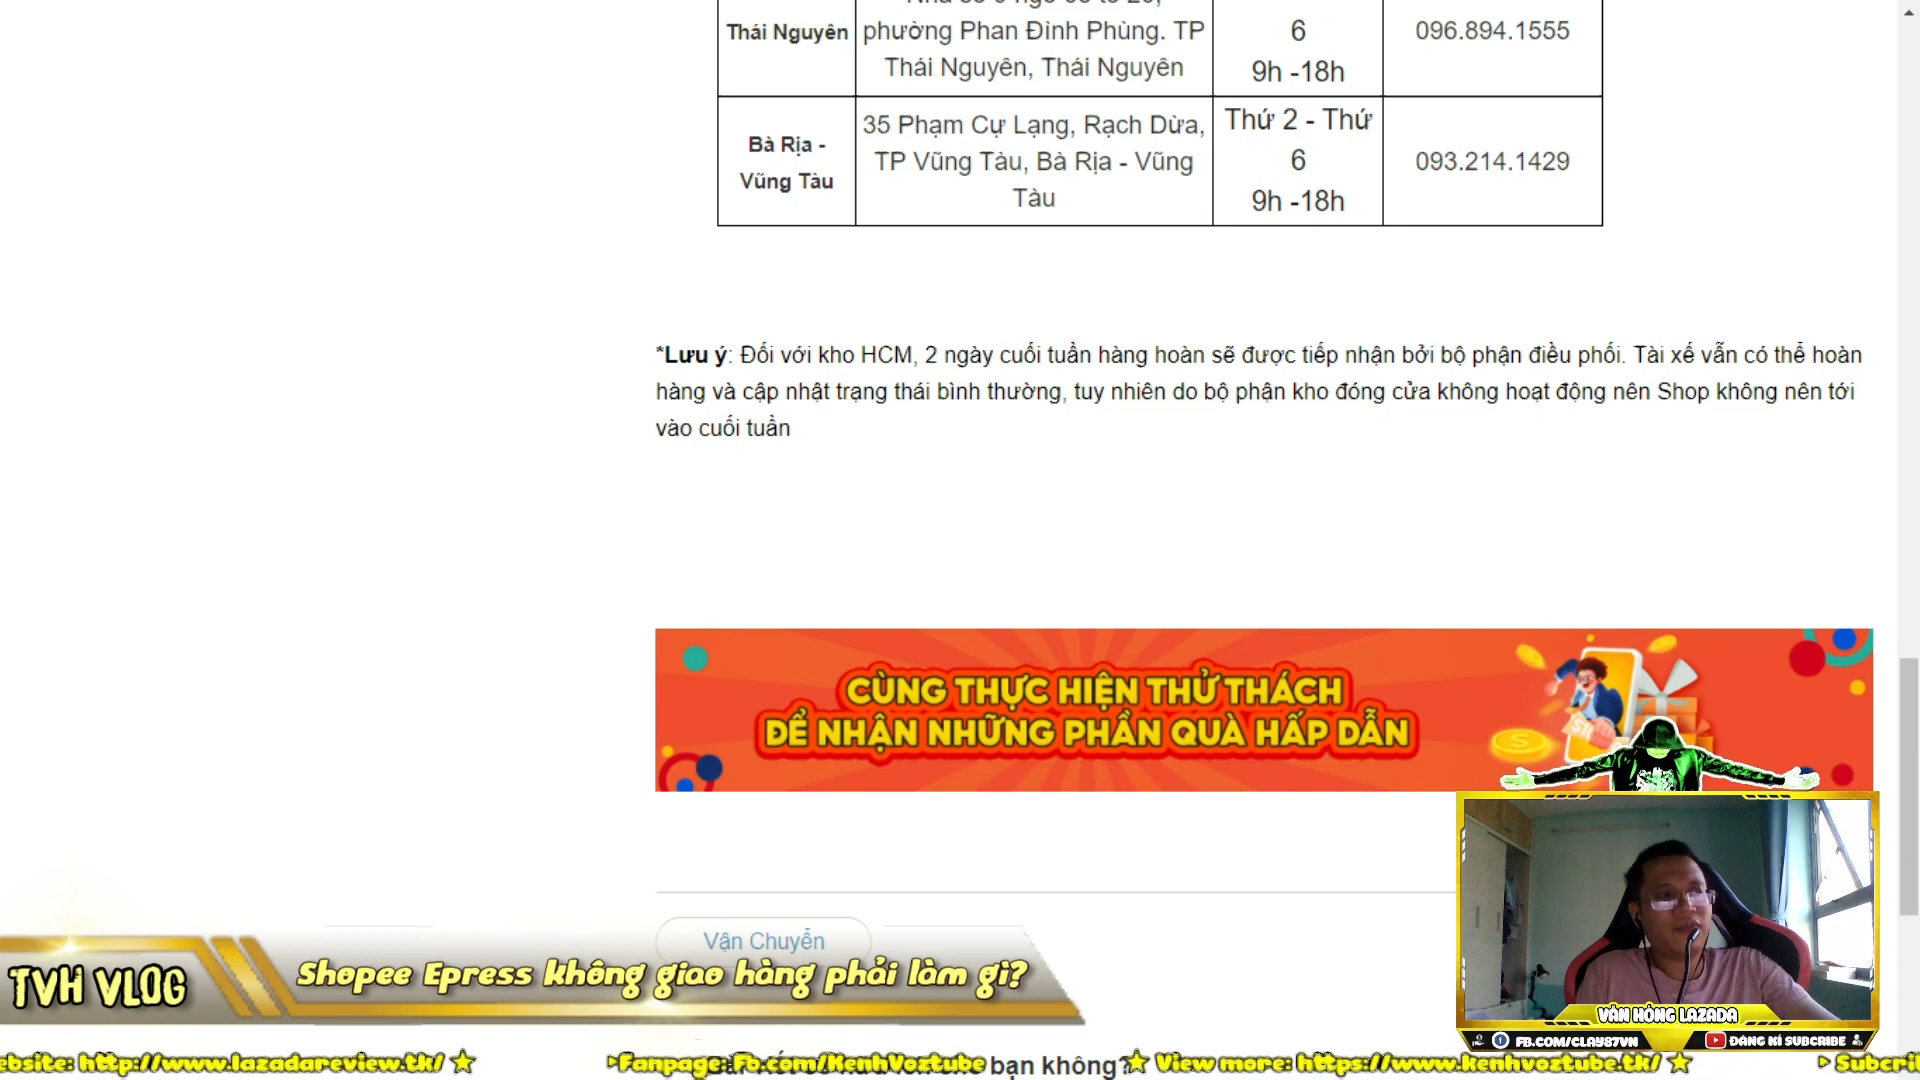 Thái Nguyên
phường Phan Đình Phùng. TP
Thái Nguyên, Thái Nguyên
6
9h -18h
096.894.1555
Bà Rịa -
Vũng Tàu
35 Phạm Cự Lạng, Rạch Dừa,
TP Vũng Tàu, Bà Rịa - Vũng
Tàu
Thứ 2 - Thứ
6
9h -18h
093.214.1429
*Lưu ý: Đối với kho HCM, 2 ngày cuối tuần hàng hoàn sẽ được tiếp nhận bởi bộ phận điều phối. Tài xế vẫn có thể hoàn
hàng và cập nhật trạng thái bình thường, tuy nhiên do bộ phận kho đóng cửa không hoạt động nên Shop không nên tới
vào cuối tuần
CÙNG THỰC HIỆN THỬ THÁCH
ĐỂ NHẬN NHỮNG PHẦN QUÀ HẤP DẪN
Vận Chuyển
TVH VLOG
Shopee Epress không giao hàng phải làm gì?
VĂN HÓNG LAZADA
FB.COM/CLAY87VN
ĐĂNG KÍ SUBCRIBE
ebsite: http://www.lazadareview.tk/
Fanpage: Fb.com/KenhVoztube
bạn không?
View more: https://www.kenhvoztube.tk/
Subcri